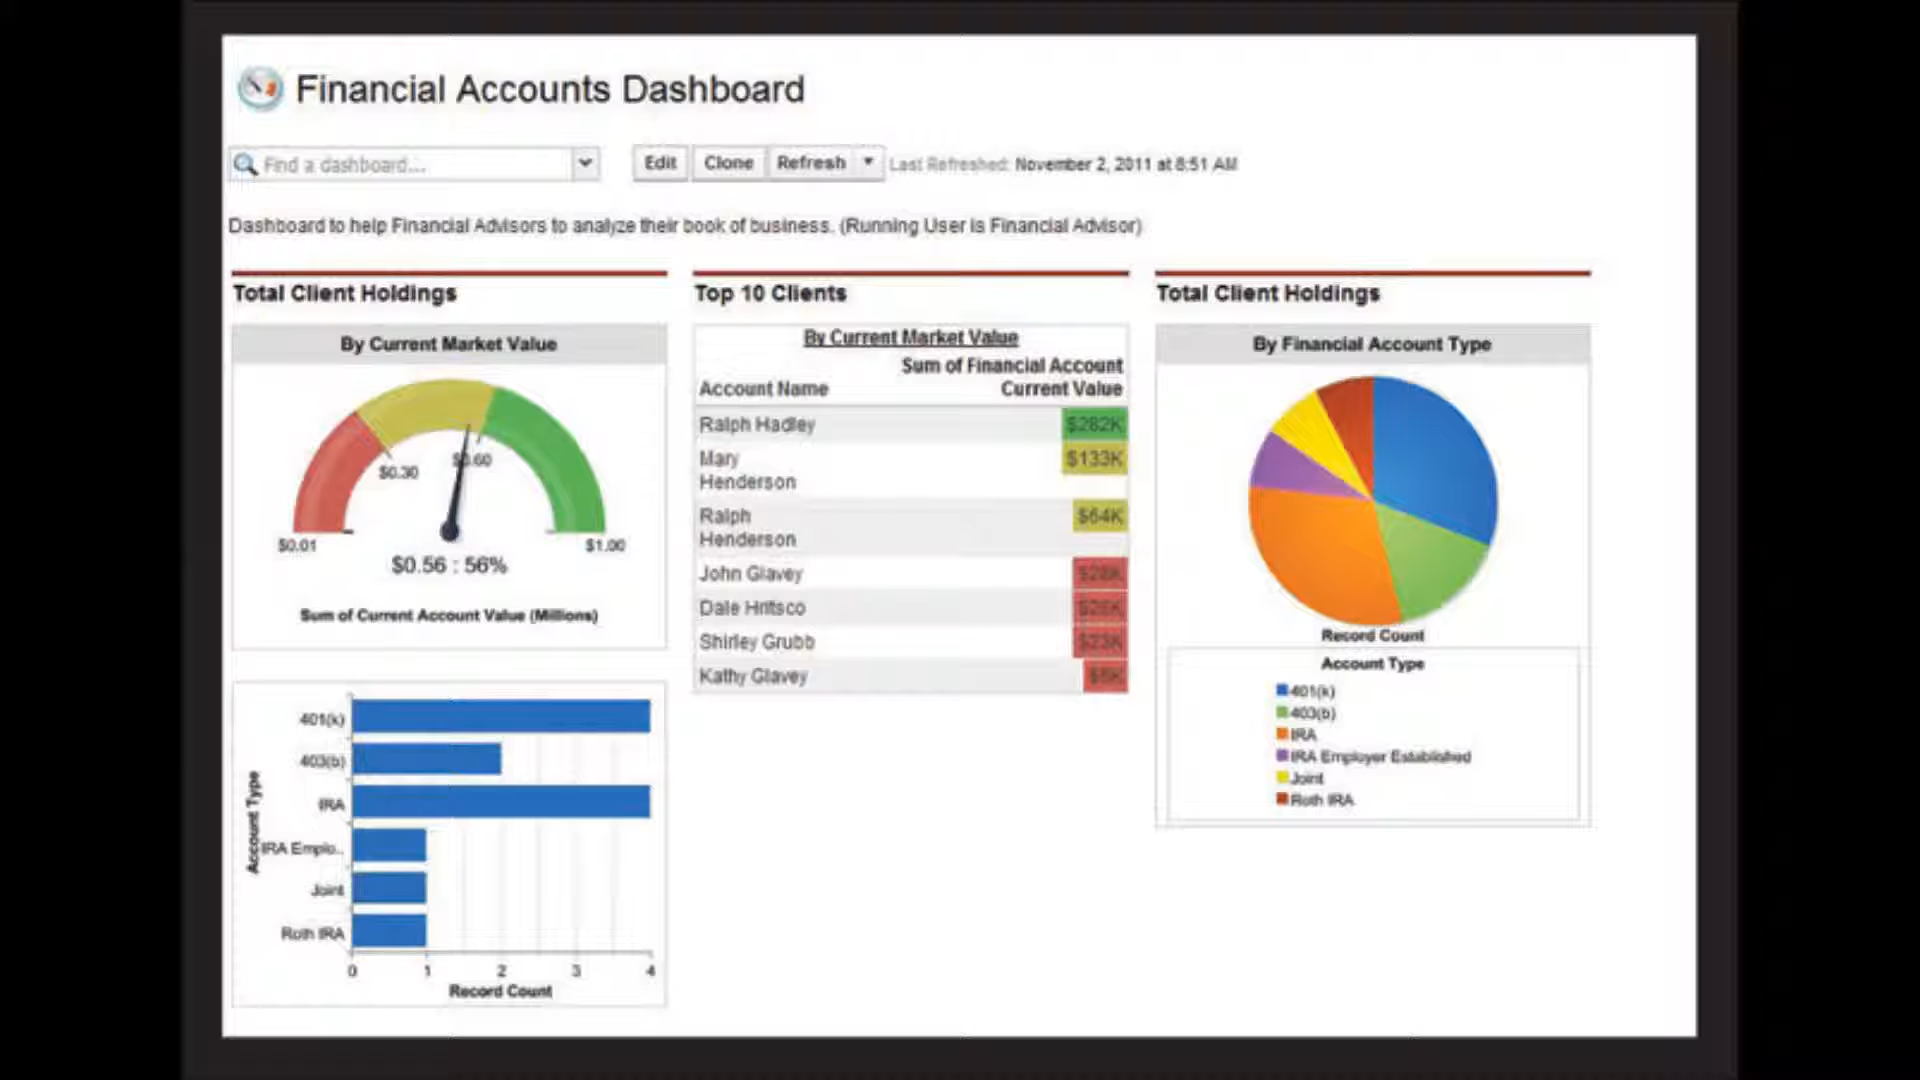 Financial Accounts Dashboard
Find a dashboard...
Edit Clone Refresh Last Refreshed: November 2, 2011 at 8:51 AM
Dashboard to help Financial Advisors to analyze their book of business. (Running User is Financial Advisor)
Total Client Holdings
By Current Market Value
$0.01
$0.30
$1.00
$0.56 : 56%
Sum of Current Account Value (Millions)
Account Type
401(k)
403(b)
IRA
IRA Emplo..
Joint
Roth IRA
0 1 2 3 4
Record Count
Top 10 Clients
By Current Market Value
Sum of Financial Account
Account Name Current Value
Ralph Hadley $282K
Mary $133K
Henderson
Ralph $64K
Henderson
John Glavey
Dale Hritsco
Shirley Grubb $23K
Kathy Glavey
Total Client Holdings
By Financial Account Type
Record Count
Account Type
401(k)
403(b)
IRA
IRA Employer Established
Joint
Roth IRA